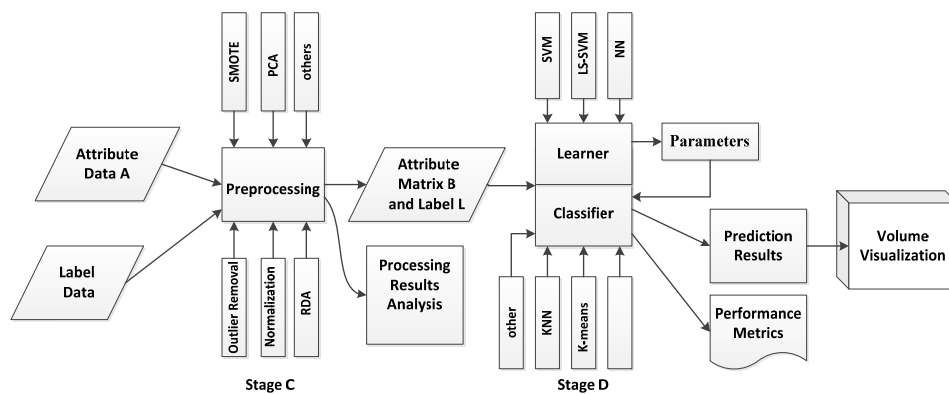 SMOTE
PCA
others
SVM
LS-SVM
NN
Attribute
Data A
Preprocessing
Attribute
Matrix B
and Label L
Learner
Parameters
Classifier
Label
Data
Outlier Removal
Normalization
RDA
Processing
Results
Analysis
other
KNN
K-means
Prediction
Results
Volume
Visualization
Performance
Metrics
Stage C
Stage D